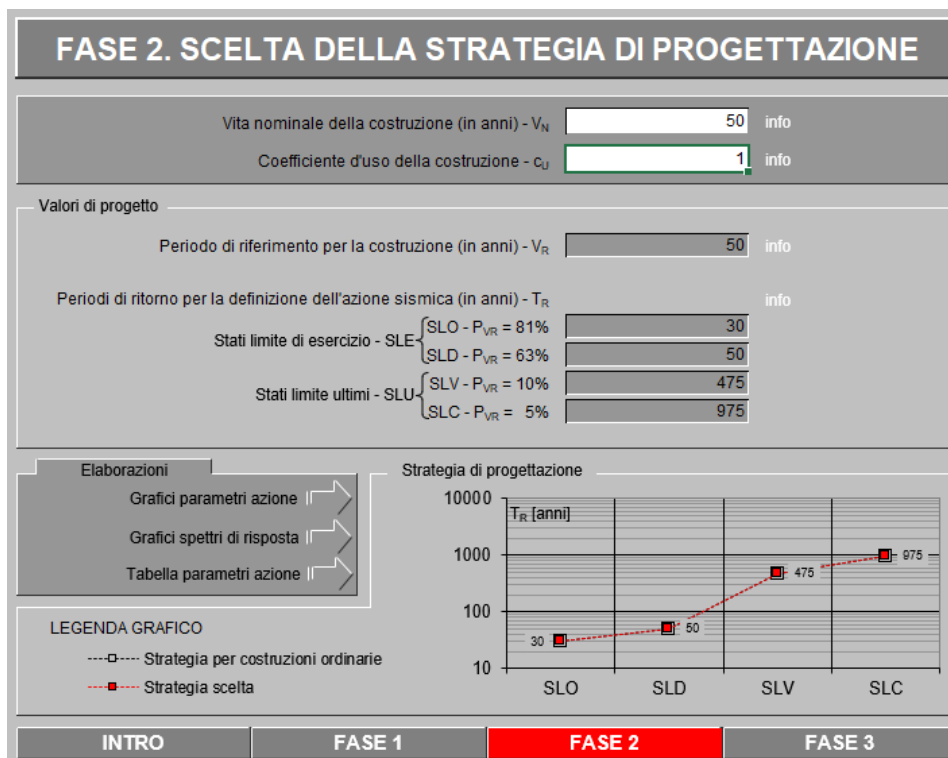 FASE 2. SCELTA DELLA STRATEGIA DI PROGETTAZIONE
Vita nominale della costruzione (in anni) - VN 50 info
Coefficiente d'uso della costruzione - cU 1 info
Valori di progetto
Periodo di riferimento per la costruzione (in anni) - VR 50 info
Periodi di ritorno per la definizione dell'azione sismica (in anni) - TR info
Stati limite di esercizio - SLE
SLO - PVR = 81% 30
SLD - PVR = 63% 50
Stati limite ultimi - SLU
SLV - PVR = 10% 475
SLC - PVR = 5% 975
Elaborazioni
Grafici parametri azione
Grafici spettri di risposta
Tabella parametri azione
LEGENDA GRAFICO
Strategia per costruzioni ordinarie
Strategia scelta
Strategia di progettazione
TR [anni]
10000
1000
100
10
30
50
475
975
SLO SLD SLV SLC
INTRO FASE 1 FASE 2 FASE 3